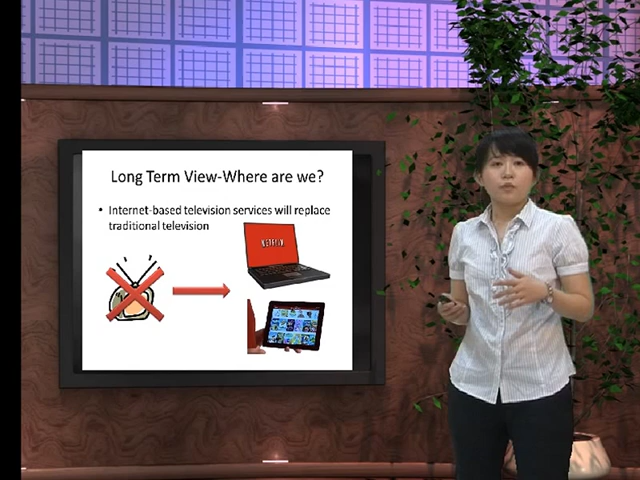 Long Term View-Where are we?
• Internet-based television services will replace
traditional television
NETFLIX